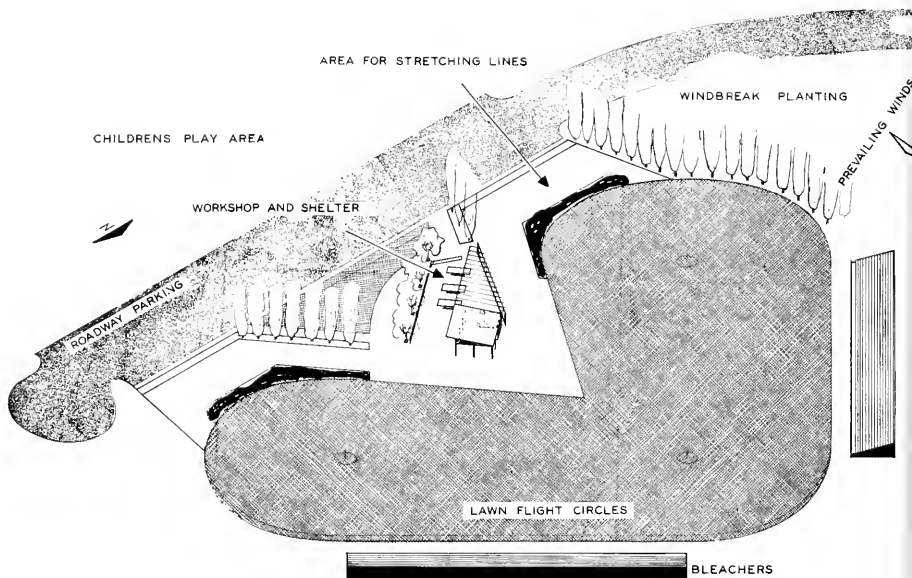 AREA FOR STRETCHING LINES
WINDBREAK PLANTING
PREVAILING WINDS
CHILDRENS PLAY AREA
WORKSHOP AND SHELTER
N
ROADWAY PARKING
LAWN FLIGHT CIRCLES
BLEACHERS